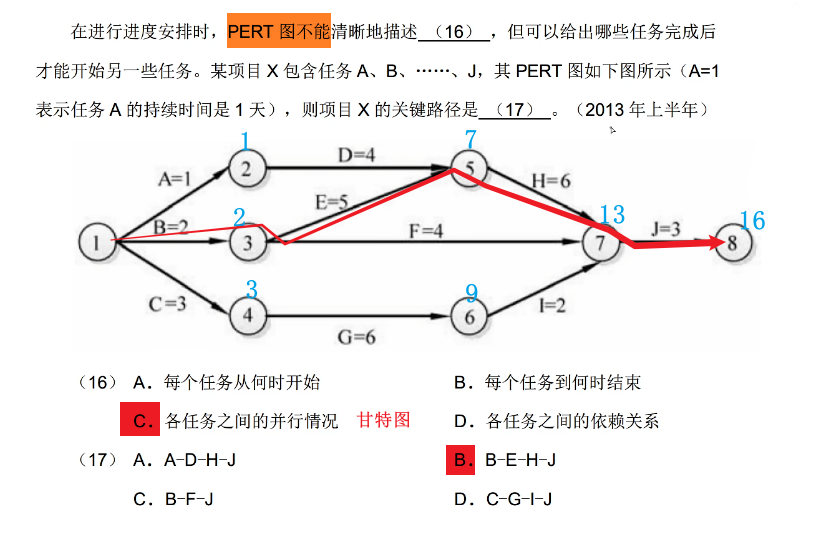 在进行进度安排时，PERT 图不能清晰地描述 （16） ，但可以给出哪些任务完成后
才能开始另一些任务。某项目 X 包含任务 A、B、……、J，其 PERT 图如下图所示（A=1
表示任务 A 的持续时间是 1 天），则项目 X 的关键路径是 （17） 。（2013 年上半年）
1
7
2
D=4
5
A=1
H=6
E=5
B=2
2
13
16
1
3
F=4
7
J=3
8
C=3
3
9
4
6
I=2
G=6
（16） A．每个任务从何时开始 B．每个任务到何时结束
C．各任务之间的并行情况 甘特图 D．各任务之间的依赖关系
（17） A．A-D-H-J B．B-E-H-J
C．B-F-J D．C-G-I-J